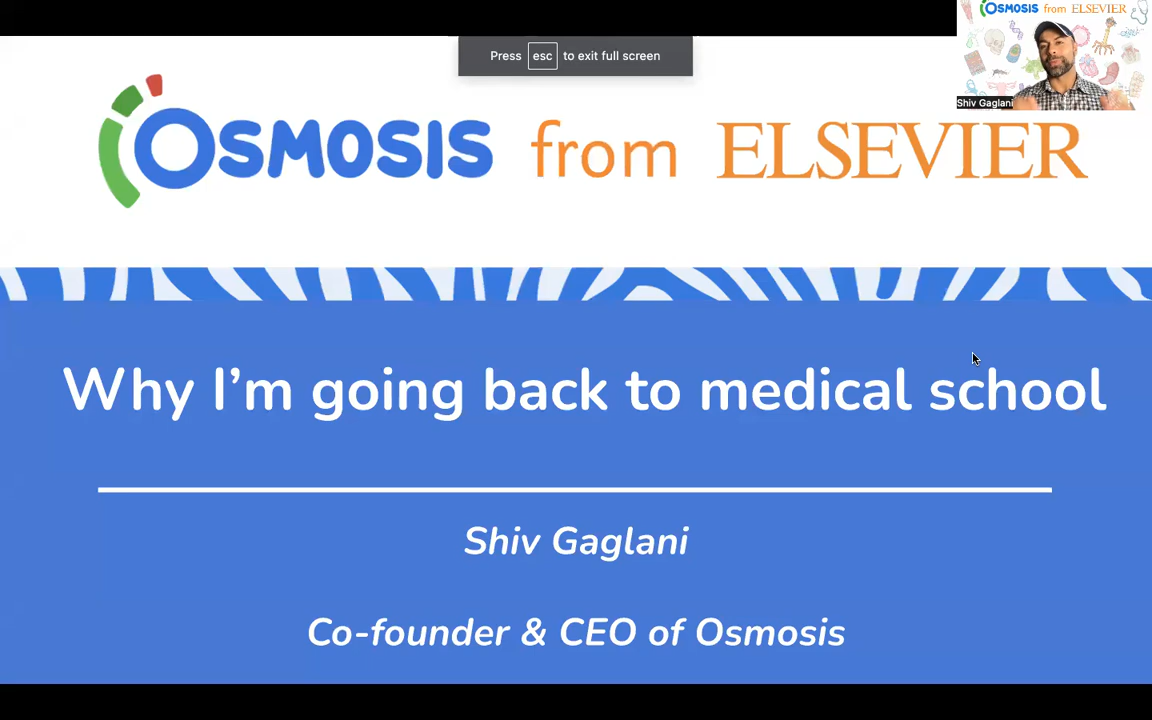 OSMOSIS from ELSEVIER
Press esc to exit full screen
Shiv Gaglani
OSMOSIS from ELSEVIER
Why I’m going back to medical school
Shiv Gaglani
Co-founder & CEO of Osmosis